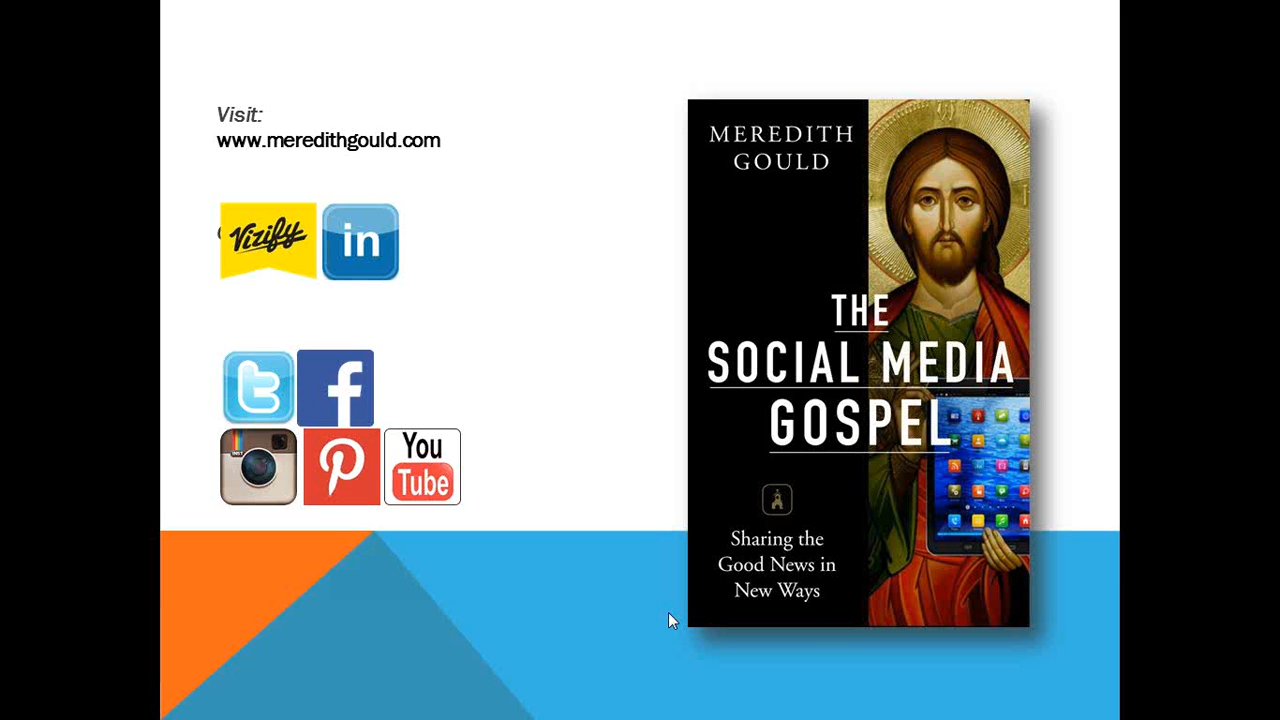 Visit:
www.meredithgould.com
Vizify
in
You
Tube
MEREDITH
GOULD
THE
SOCIAL MEDIA
GOSPEL
Sharing the
Good News in
New Ways